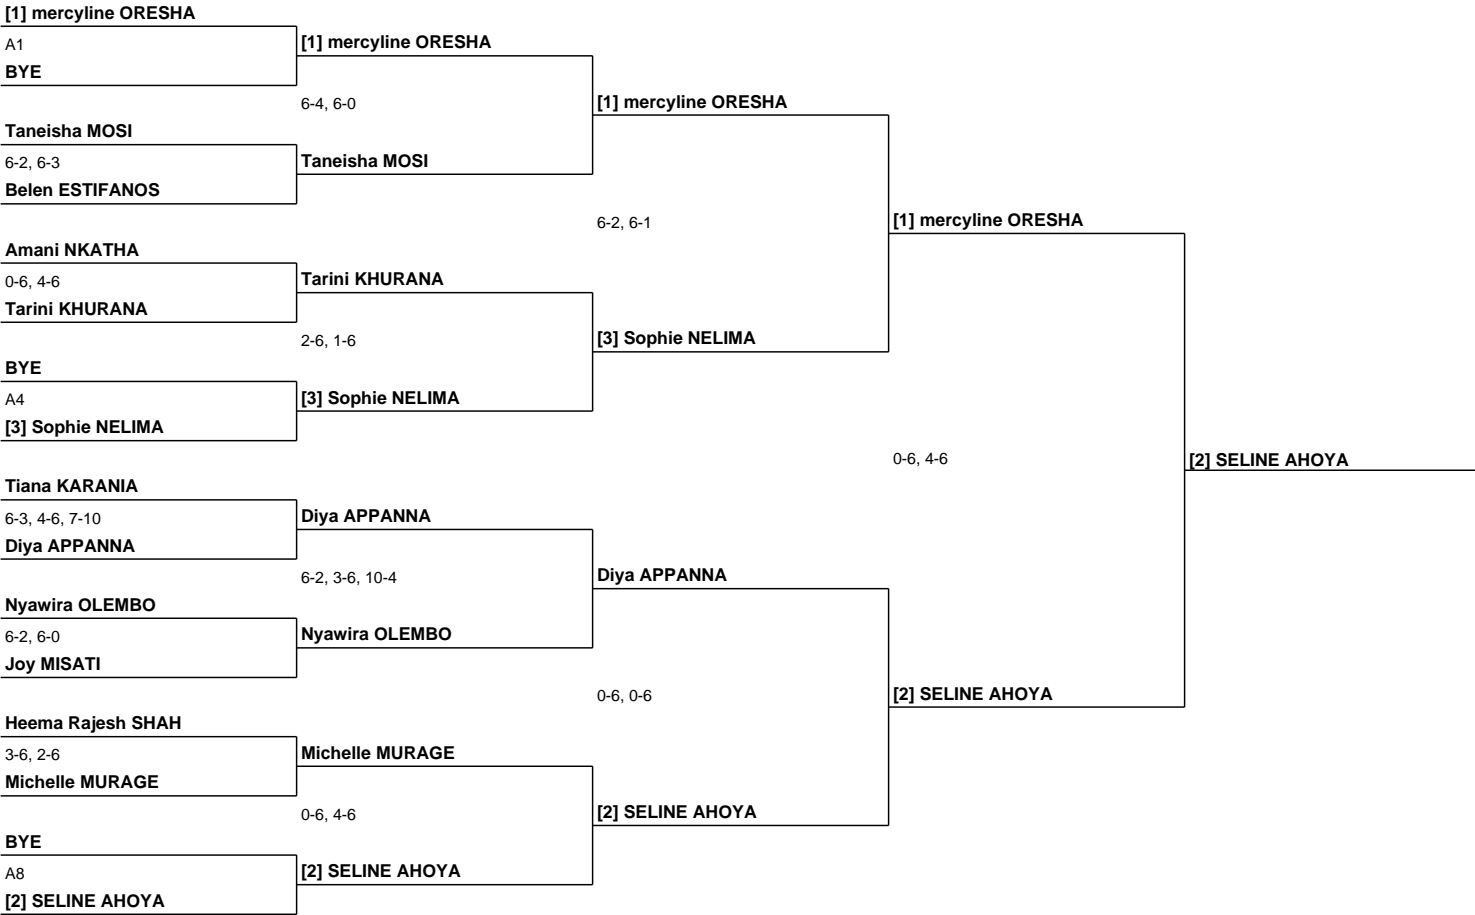 [1] mercyline ORESHA
A1
BYE
Taneisha MOSI
6-2, 6-3
Belen ESTIFANOS
Amani NKATHA
0-6, 4-6
Tarini KHURANA
BYE
A4
[3] Sophie NELIMA
Tiana KARANIA
6-3, 4-6, 7-10
Diya APPANNA
Nyawira OLEMBO
6-2, 6-0
Joy MISATI
Heema Rajesh SHAH
3-6, 2-6
Michelle MURAGE
BYE
A8
[2] SELINE AHOYA
[1] mercyline ORESHA
6-4, 6-0
Taneisha MOSI
Tarini KHURANA
2-6, 1-6
[3] Sophie NELIMA
Diya APPANNA
6-2, 3-6, 10-4
Nyawira OLEMBO
Michelle MURAGE
0-6, 4-6
[2] SELINE AHOYA
[1] mercyline ORESHA
6-2, 6-1
[3] Sophie NELIMA
Diya APPANNA
0-6, 0-6
[2] SELINE AHOYA
[1] mercyline ORESHA
0-6, 4-6
[2] SELINE AHOYA
[2] SELINE AHOYA